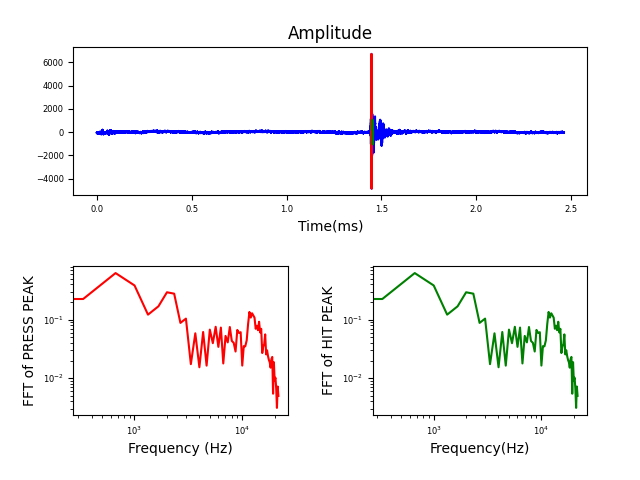 Amplitude
6000
4000
2000
0
−2000
−4000
0.0 0.5 1.0 1.5 2.0 2.5
Time(ms)
FFT of PRESS PEAK
10⁻¹
10⁻²
10³ 10⁴
Frequency (Hz)
FFT of HIT PEAK
10⁻¹
10⁻²
10³ 10⁴
Frequency(Hz)